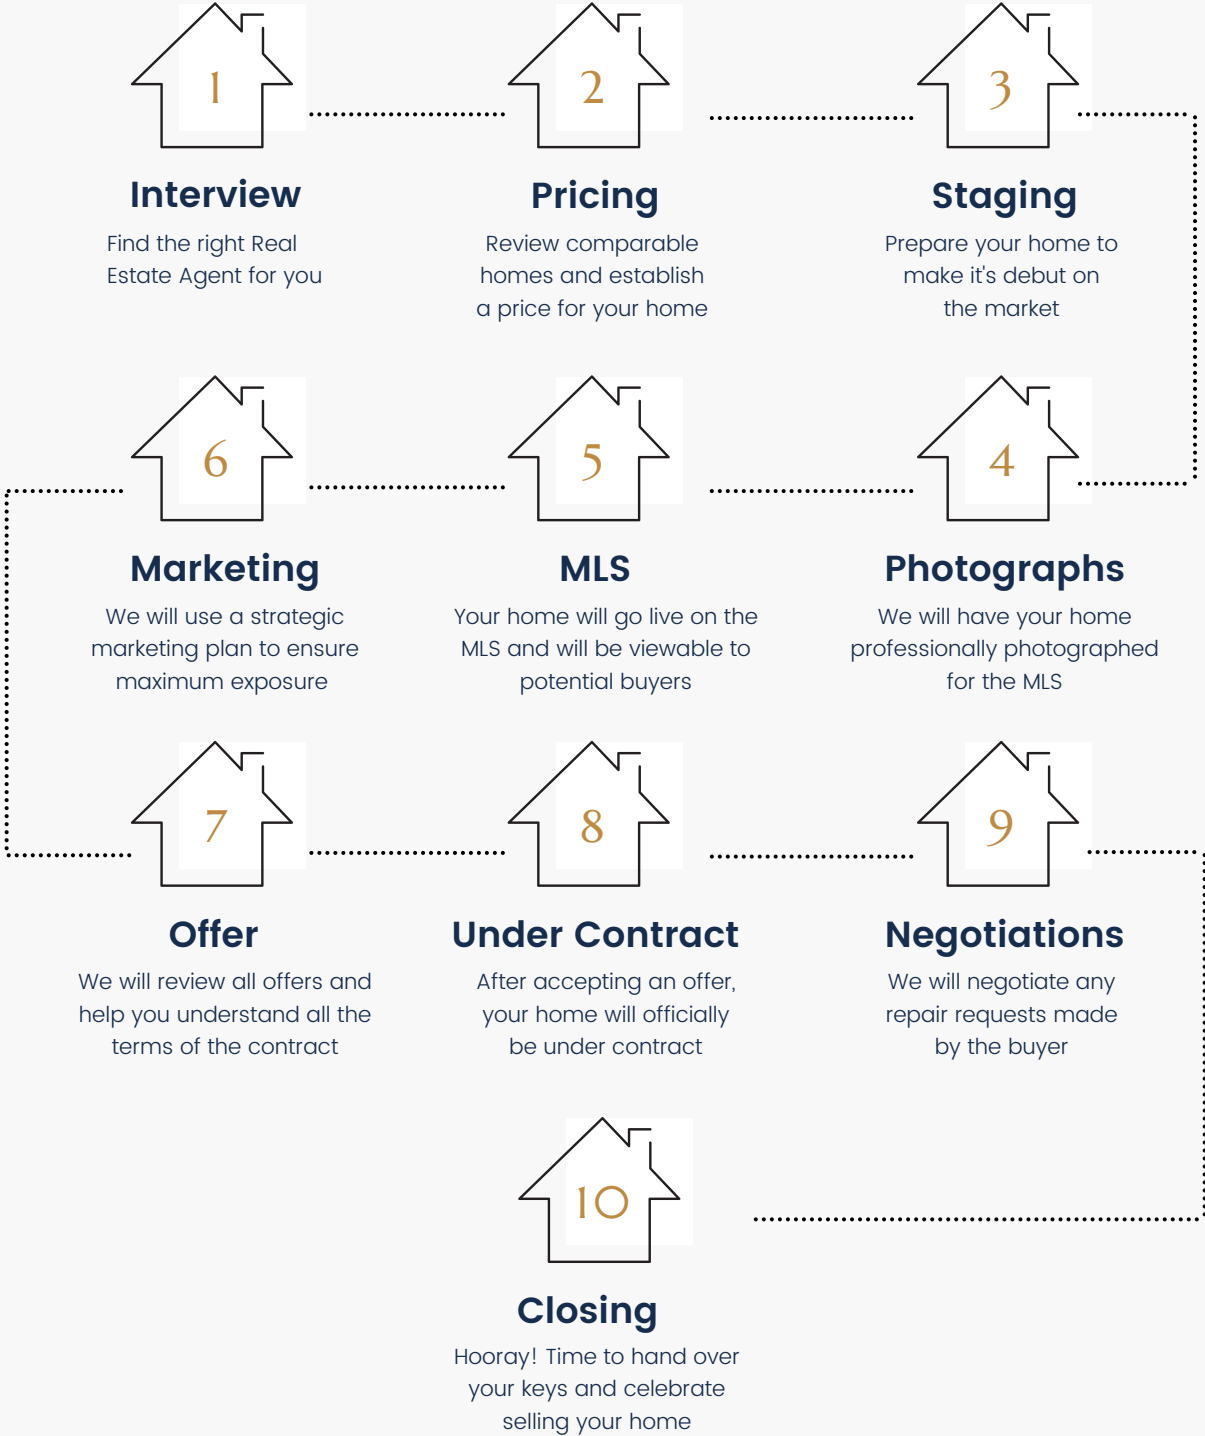 1
Interview
Find the right Real
Estate Agent for you
2
Pricing
Review comparable
homes and establish
a price for your home
3
Staging
Prepare your home to
make it's debut on
the market
4
Photographs
We will have your home
professionally photographed
for the MLS
5
MLS
Your home will go live on the
MLS and will be viewable to
potential buyers
6
Marketing
We will use a strategic
marketing plan to ensure
maximum exposure
7
Offer
We will review all offers and
help you understand all the
terms of the contract
8
Under Contract
After accepting an offer,
your home will officially
be under contract
9
Negotiations
We will negotiate any
repair requests made
by the buyer
10
Closing
Hooray! Time to hand over
your keys and celebrate
selling your home